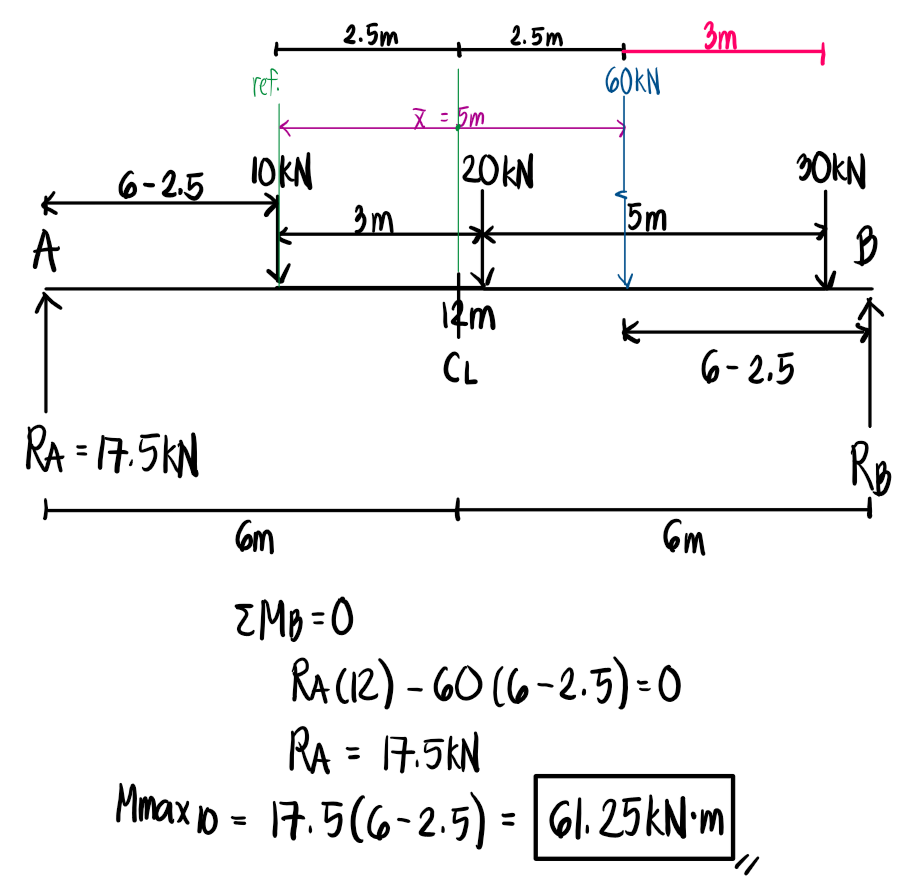 2.5m 2.5m 3m
ref. 60kN
x̄ = 5m
10kN 20kN 30kN
6-2.5
3m 5m
A B
12m
CL
6-2.5
RA = 17.5kN
RB
6m 6m
ΣMB = 0
RA(12) - 60(6-2.5) = 0
RA = 17.5kN
Mmax10 = 17.5(6-2.5) = 61.25kN·m